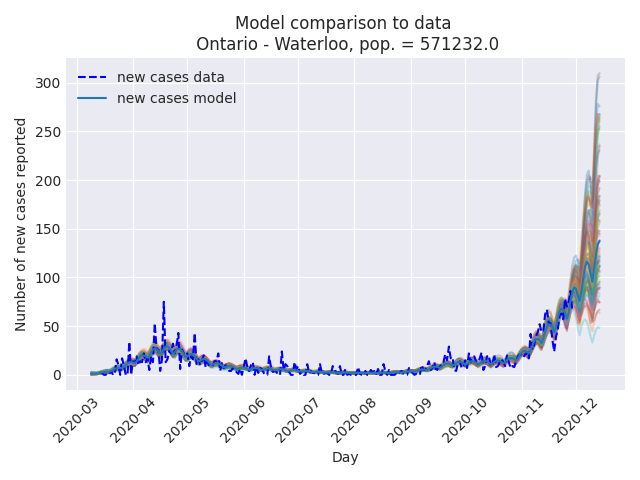 Model comparison to data
Ontario - Waterloo, pop. = 571232.0
new cases data
new cases model
Number of new cases reported
300
250
200
150
100
50
0
2020-03
2020-04
2020-05
2020-06
2020-07
2020-08
2020-09
2020-10
2020-11
2020-12
Day